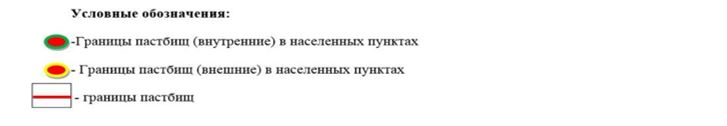 Условные обозначения:
-Границы пастбищ (внутренние) в населенных пунктах
- Границы пастбищ (внешние) в населенных пунктах
- границы пастбищ